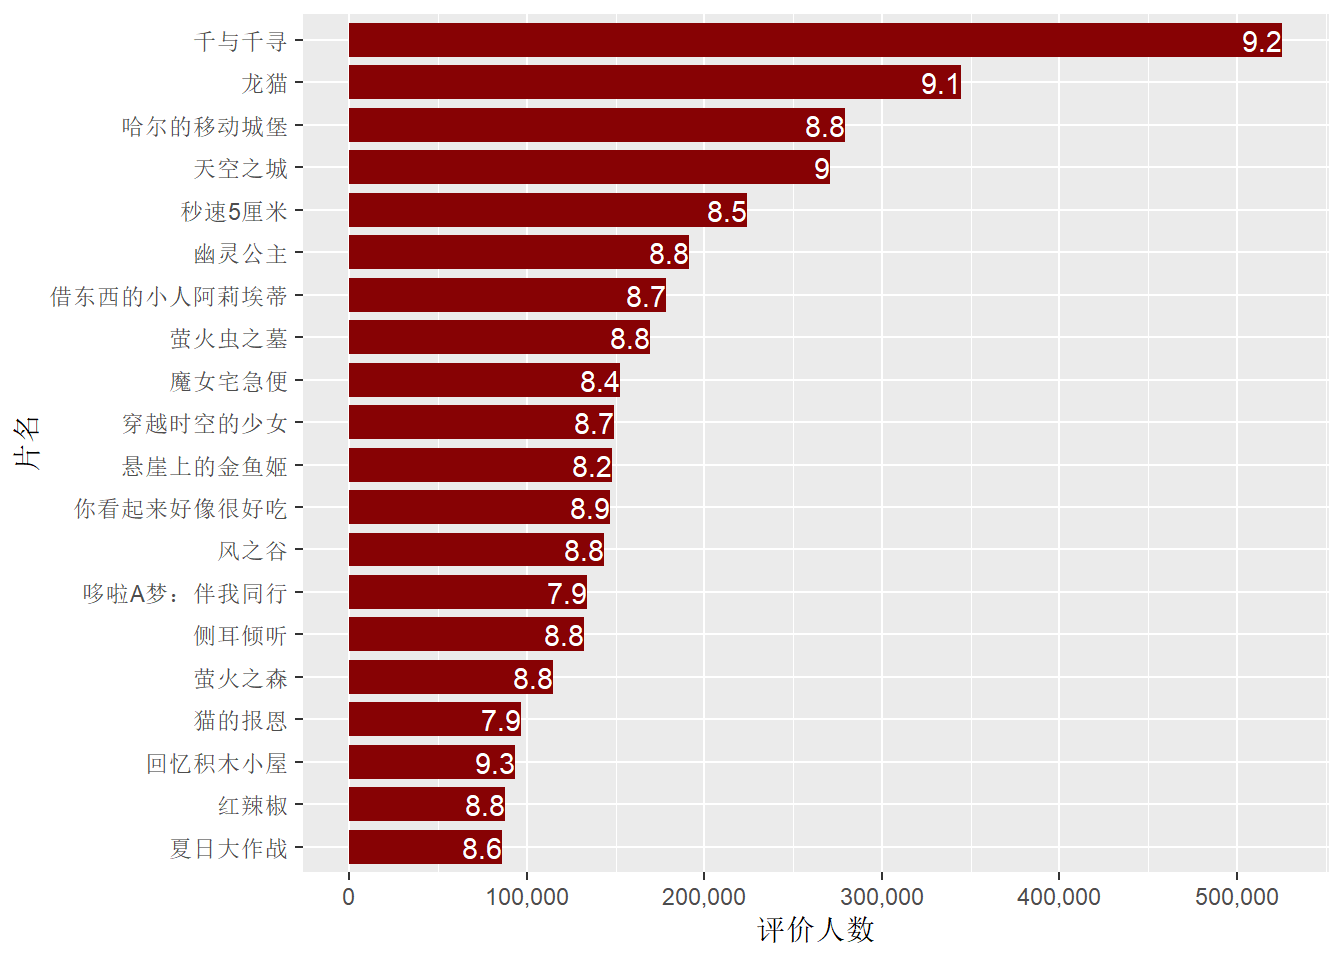 千与千寻 9.2
龙猫 9.1
哈尔的移动城堡 8.8
天空之城 9
秒速5厘米 8.5
幽灵公主 8.8
借东西的小人阿莉埃蒂 8.7
萤火虫之墓 8.8
魔女宅急便 8.4
穿越时空的少女 8.7
悬崖上的金鱼姬 8.2
你看起来好像很好吃 8.9
风之谷 8.8
哆啦A梦：伴我同行 7.9
侧耳倾听 8.8
萤火之森 8.8
猫的报恩 7.9
回忆积木小屋 9.3
红辣椒 8.8
夏日大作战 8.6
片名
0 100,000 200,000 300,000 400,000 500,000
评价人数